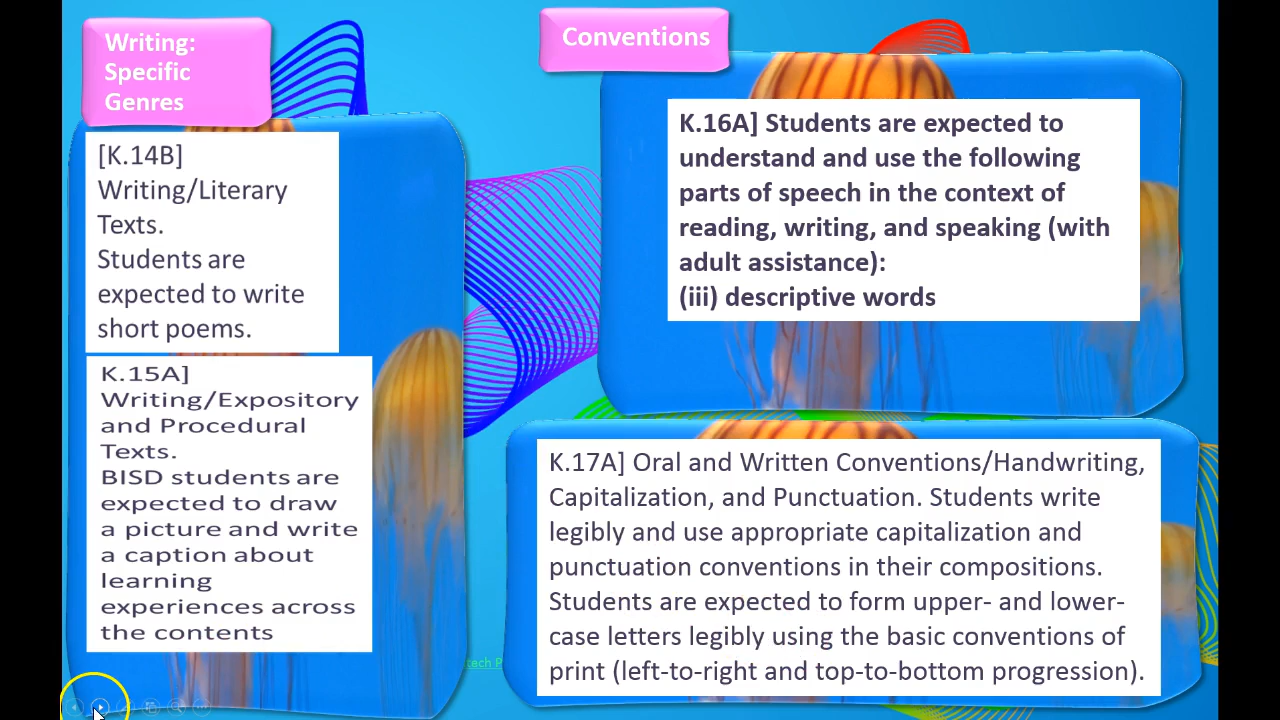 Writing:
Specific
Genres
[K.14B]
Writing/Literary
Texts.
Students are
expected to write
short poems.
K.15A]
Writing/Expository
and Procedural
Texts.
BISD students are
expected to draw
a picture and write
a caption about
learning
experiences across
the contents
Conventions
K.16A] Students are expected to
understand and use the following
parts of speech in the context of
reading, writing, and speaking (with
adult assistance):
(iii) descriptive words
K.17A] Oral and Written Conventions/Handwriting,
Capitalization, and Punctuation. Students write
legibly and use appropriate capitalization and
punctuation conventions in their compositions.
Students are expected to form upper- and lower-
case letters legibly using the basic conventions of
print (left-to-right and top-to-bottom progression).